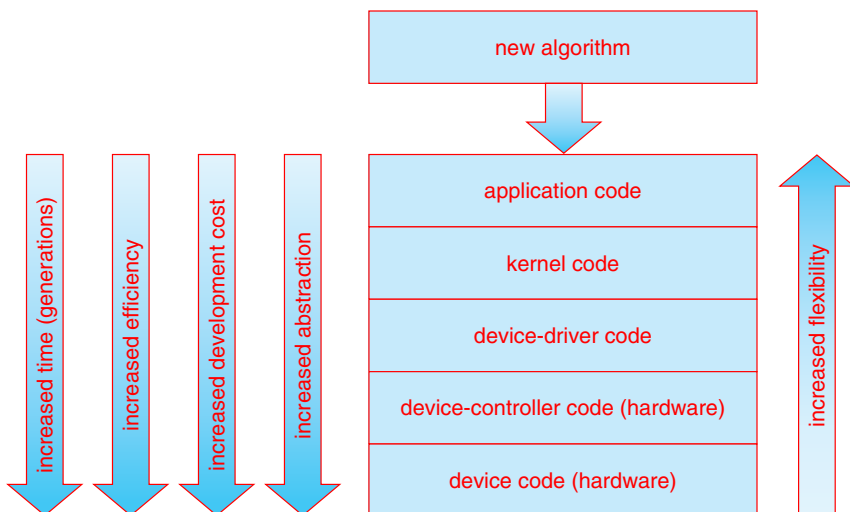 new algorithm
increased time (generations)
increased efficiency
increased development cost
increased abstraction
application code
kernel code
device-driver code
device-controller code (hardware)
device code (hardware)
increased flexibility